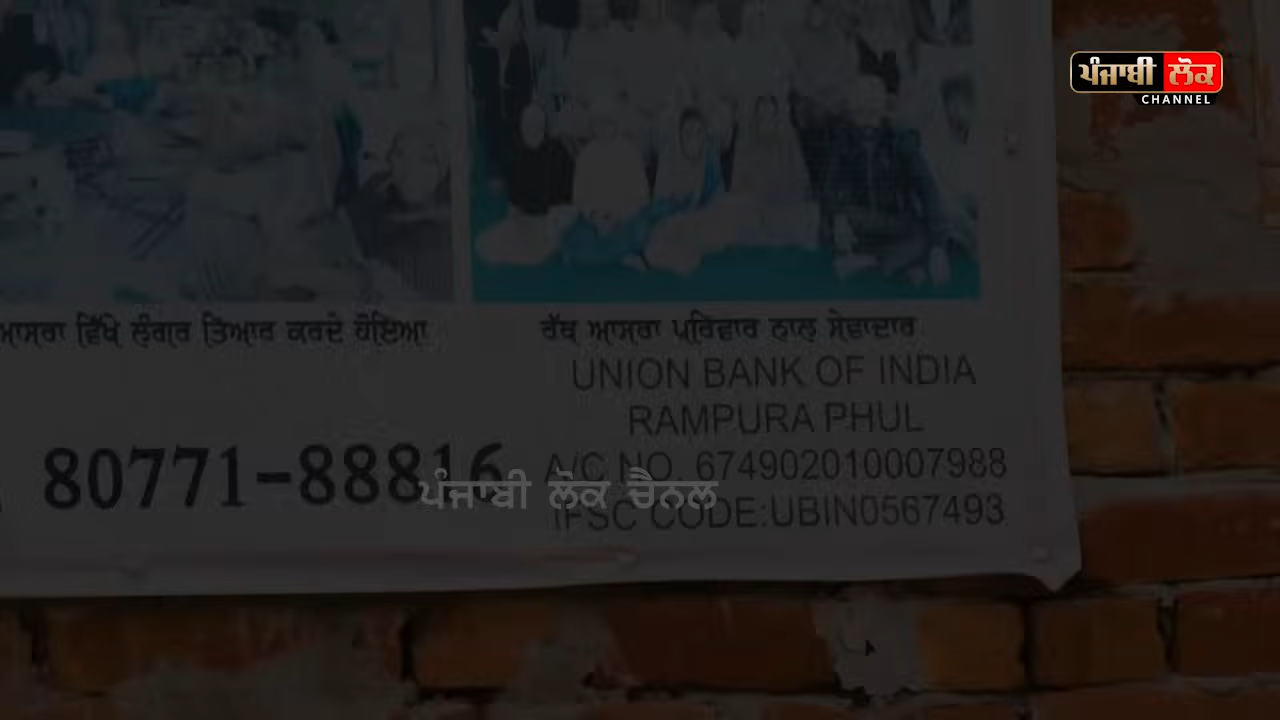 ਪੰਜਾਬੀ ਲੋਕ
CHANNEL
ਆਸਰਾ ਵਿੱਖੇ ਲੰਗਰ ਤਿਆਰ ਕਰਦੇ ਹੋਇਆ
ਰੱਬ ਆਸਰਾ ਪ੍ਰਿਵਾਰ ਨਾਲ ਸੇਵਾਦਾਰ
UNION BANK OF INDIA
RAMPURA PHUL
80771-88816
A/C NO. 674902010007988
ਪੰਜਾਬੀ ਲੋਕ ਚੈਨਲ
IFSC CODE:UBIN0567493